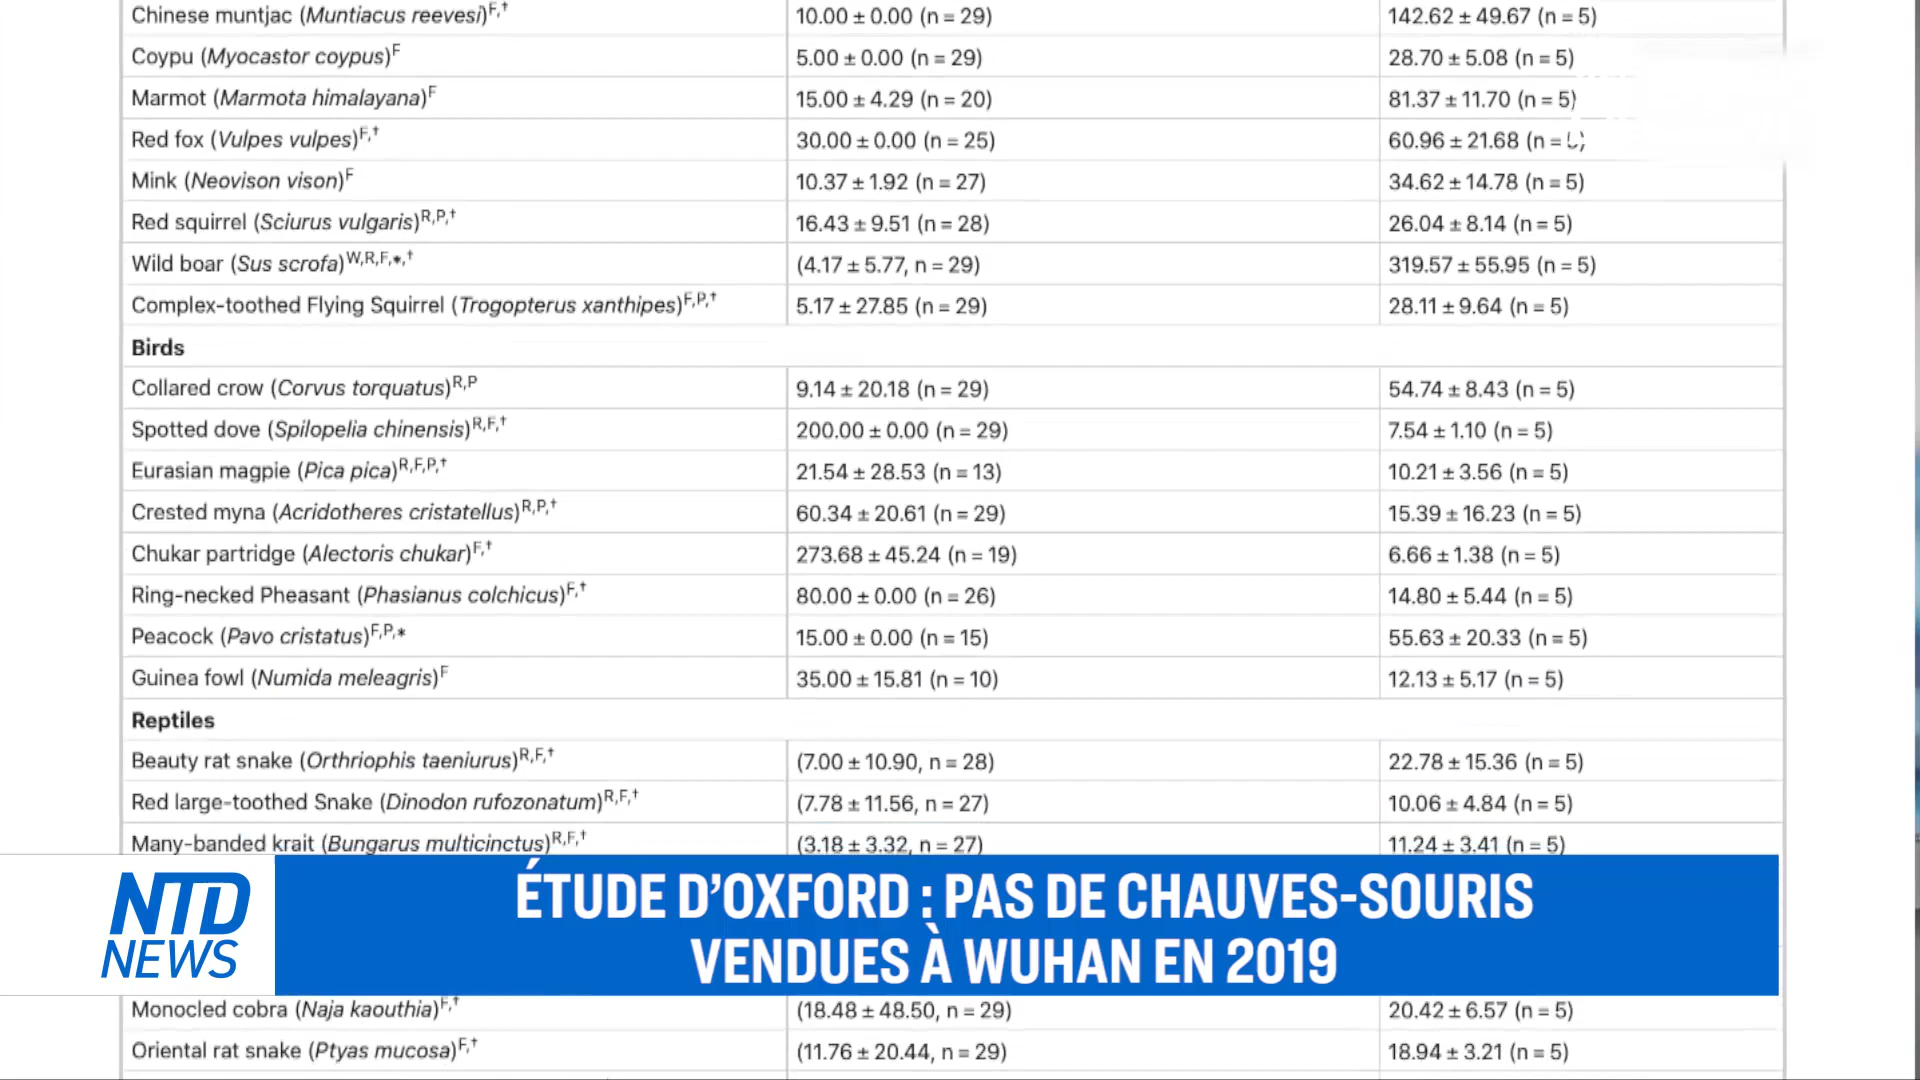 Chinese muntjac (Muntiacus reevesi)F,† 10.00 ± 0.00 (n = 29) 142.62 ± 49.67 (n = 5)
Coypu (Myocastor coypus)F 5.00 ± 0.00 (n = 29) 28.70 ± 5.08 (n = 5)
Marmot (Marmota himalayana)F 15.00 ± 4.29 (n = 20) 81.37 ± 11.70 (n = 5)
Red fox (Vulpes vulpes)F,† 30.00 ± 0.00 (n = 25) 60.96 ± 21.68 (n =
Mink (Neovison vison)F 10.37 ± 1.92 (n = 27) 34.62 ± 14.78 (n = 5)
Red squirrel (Sciurus vulgaris)R,P,† 16.43 ± 9.51 (n = 28) 26.04 ± 8.14 (n = 5)
Wild boar (Sus scrofa)W,R,F,*,† (4.17 ± 5.77, n = 29) 319.57 ± 55.95 (n = 5)
Complex-toothed Flying Squirrel (Trogopterus xanthipes)F,P,† 5.17 ± 27.85 (n = 29) 28.11 ± 9.64 (n = 5)
Birds
Collared crow (Corvus torquatus)R,P 9.14 ± 20.18 (n = 29) 54.74 ± 8.43 (n = 5)
Spotted dove (Spilopelia chinensis)R,F,† 200.00 ± 0.00 (n = 29) 7.54 ± 1.10 (n = 5)
Eurasian magpie (Pica pica)R,F,P,† 21.54 ± 28.53 (n = 13) 10.21 ± 3.56 (n = 5)
Crested myna (Acridotheres cristatellus)R,P,† 60.34 ± 20.61 (n = 29) 15.39 ± 16.23 (n = 5)
Chukar partridge (Alectoris chukar)F,† 273.68 ± 45.24 (n = 19) 6.66 ± 1.38 (n = 5)
Ring-necked Pheasant (Phasianus colchicus)F,† 80.00 ± 0.00 (n = 26) 14.80 ± 5.44 (n = 5)
Peacock (Pavo cristatus)F,P,* 15.00 ± 0.00 (n = 15) 55.63 ± 20.33 (n = 5)
Guinea fowl (Numida meleagris)F 35.00 ± 15.81 (n = 10) 12.13 ± 5.17 (n = 5)
Reptiles
Beauty rat snake (Orthriophis taeniurus)R,F,† (7.00 ± 10.90, n = 28) 22.78 ± 15.36 (n = 5)
Red large-toothed Snake (Dinodon rufozonatum)R,F,† (7.78 ± 11.56, n = 27) 10.06 ± 4.84 (n = 5)
Many-banded krait (Bungarus multicinctus)R,F,† (3.18 ± 3.32, n = 27) 11.24 ± 3.41 (n = 5)
NTD
NEWS
ÉTUDE D'OXFORD : PAS DE CHAUVES-SOURIS
VENDUES À WUHAN EN 2019
Monocled cobra (Naja kaouthia)F,† (18.48 ± 48.50, n = 29) 20.42 ± 6.57 (n = 5)
Oriental rat snake (Ptyas mucosa)F,† (11.76 ± 20.44, n = 29) 18.94 ± 3.21 (n = 5)